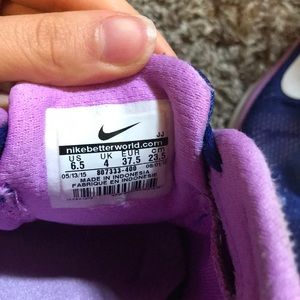 JJ
nikebetterworld.com
US UK EUR cm
6.5 4 37.5 23.5
05/13/15 807333-400
MADE IN INDONESIA
FABRIQUE EN INDONESIE